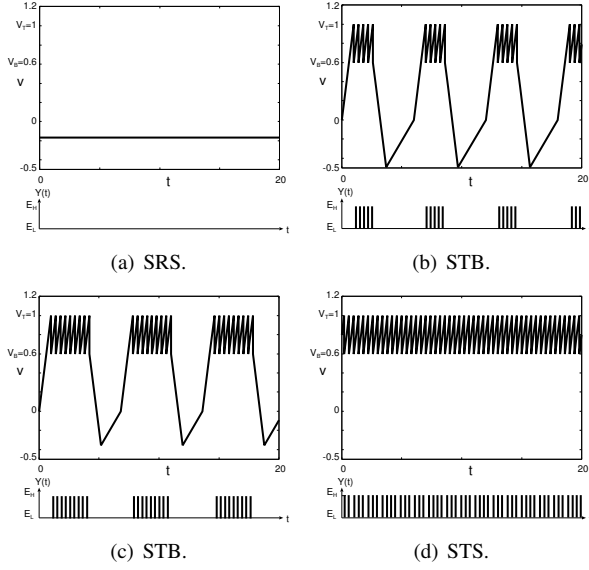 1.2
V_T=1
V_B=0.6
v
0
-0.5
0
t
20
Y(t)
E_H
E_L
t
(a) SRS.
1.2
V_T=1
V_B=0.6
v
0
-0.5
0
t
20
Y(t)
E_H
E_L
t
(b) STB.
1.2
V_T=1
V_B=0.6
v
0
-0.5
0
t
20
Y(t)
E_H
E_L
t
(c) STB.
1.2
V_T=1
V_B=0.6
v
0
-0.5
0
t
20
Y(t)
E_H
E_L
t
(d) STS.